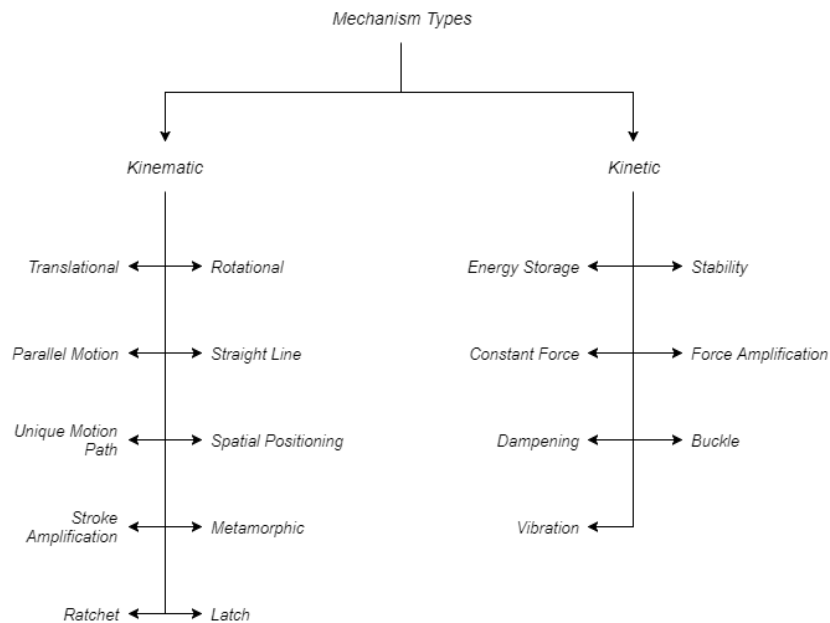 Mechanism Types
Kinematic
Kinetic
Translational
Rotational
Energy Storage
Stability
Parallel Motion
Straight Line
Constant Force
Force Amplification
Unique Motion
Path
Spatial Positioning
Dampening
Buckle
Stroke
Amplification
Metamorphic
Vibration
Ratchet
Latch